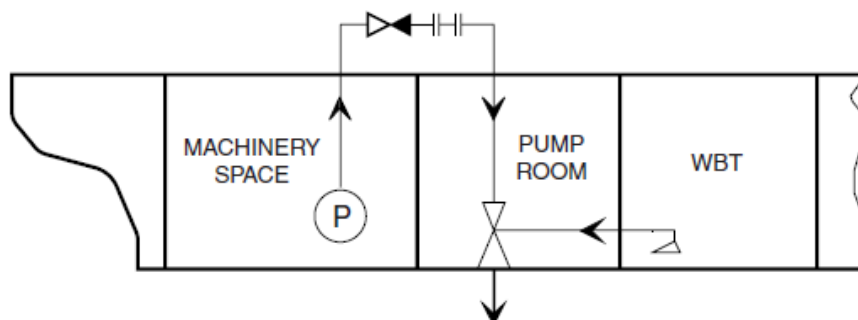 MACHINERY
SPACE
P
PUMP
ROOM
WBT